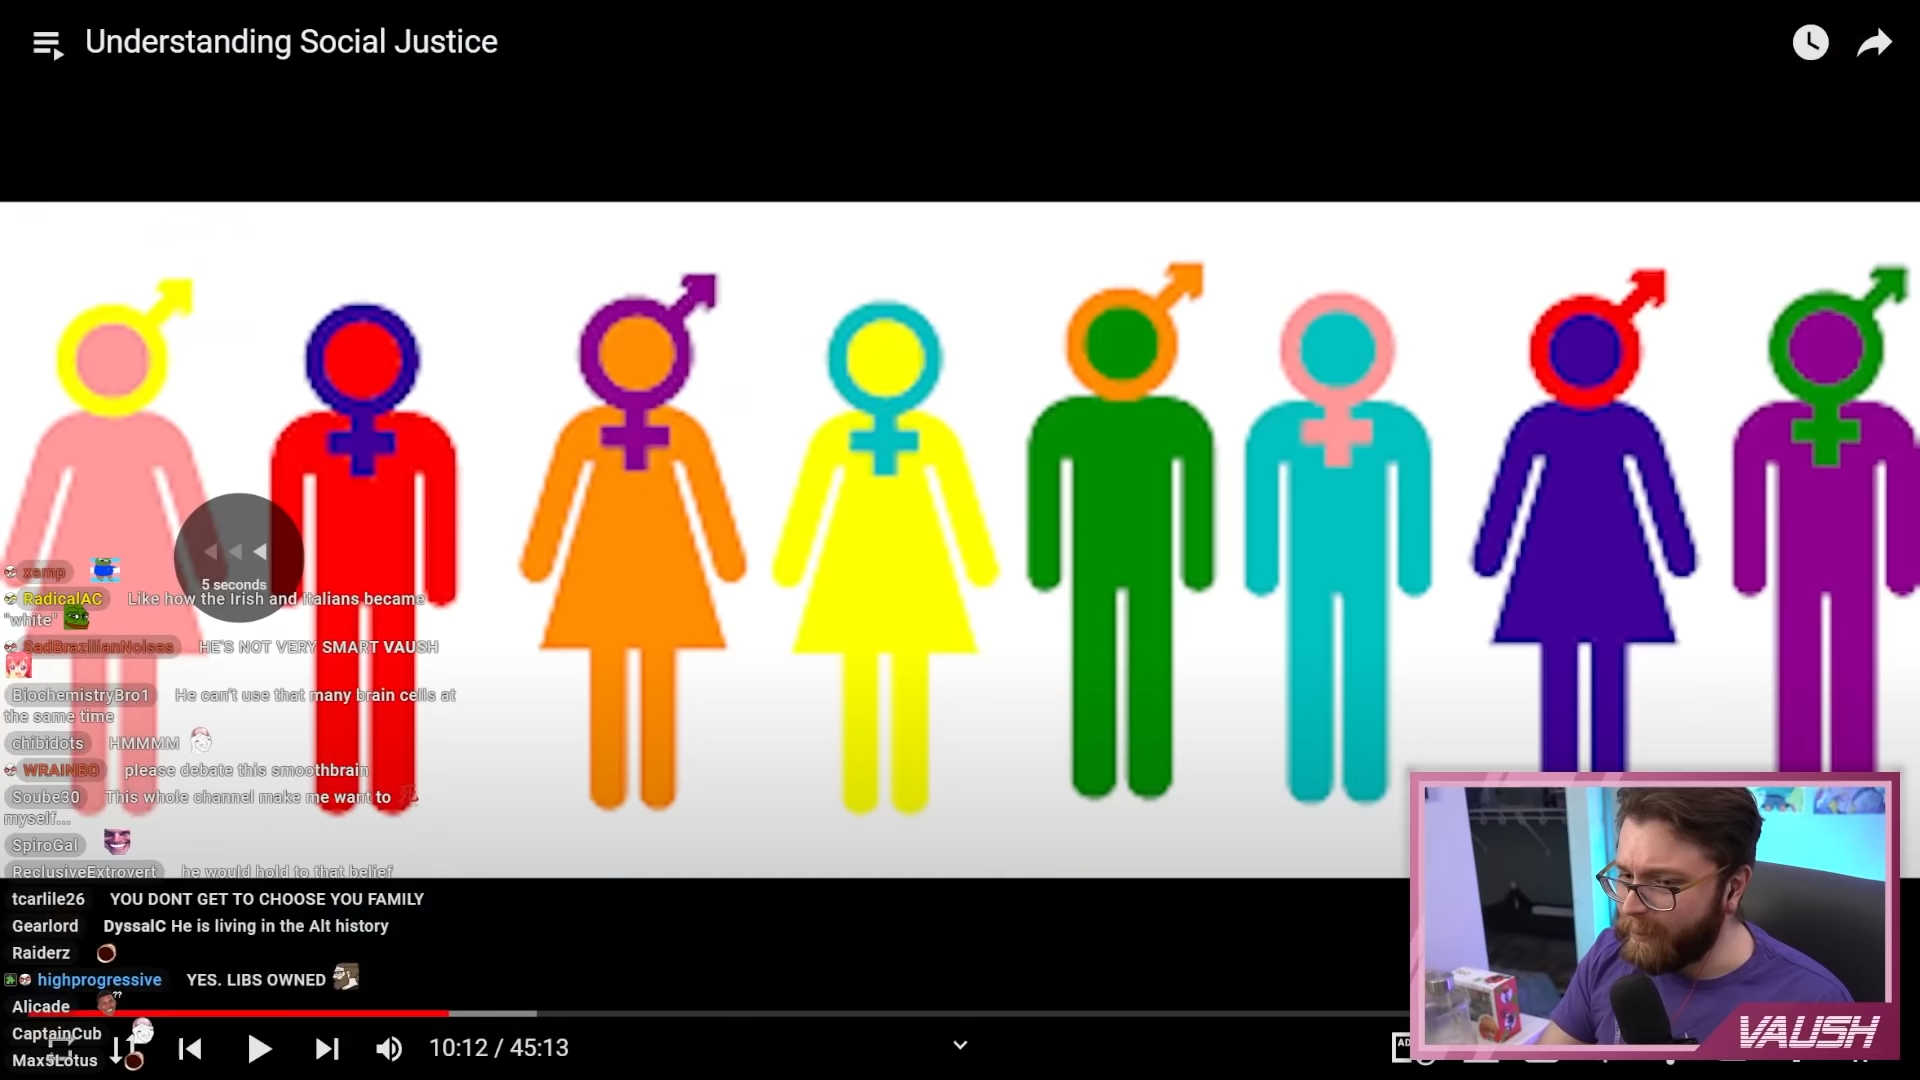 Understanding Social Justice
5 seconds
xamp
RadicalAC Like how the Irish and Italians became
"white"
SadBrazilianNoises HE'S NOT VERY SMART VAUSH
BiochemistryBro1 He can't use that many brain cells at
the same time
chibidots HMMMM
WRAINBO please debate this smoothbrain
Soube30 This whole channel make me want to
myself...
SpiroGal
ReclusiveExtrovert he would hold to that belief
tcarlile26 YOU DONT GET TO CHOOSE YOU FAMILY
Gearlord DyssalC He is living in the Alt history
Raiderz
highprogressive YES. LIBS OWNED
Alicade ??
CaptainCub
MaxSLotus
10:12 / 45:13
AD
VAUSH